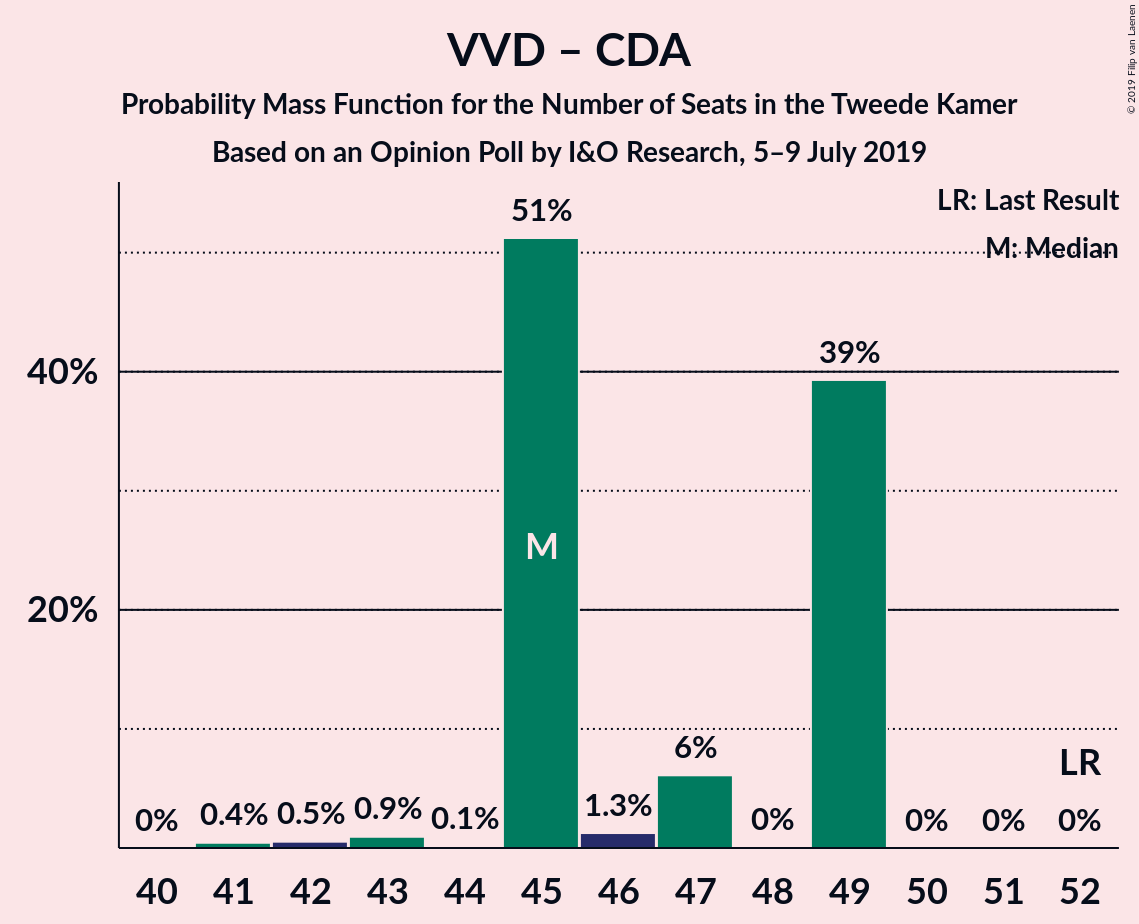 VVD – CDA
Probability Mass Function for the Number of Seats in the Tweede Kamer
Based on an Opinion Poll by I&O Research, 5–9 July 2019
© 2019 Filip van Laenen
LR: Last Result
M: Median
51%
39%
40%
M
20%
6%
LR
0% 0.4% 0.5% 0.9% 0.1% 1.3% 0% 0% 0% 0%
40 41 42 43 44 45 46 47 48 49 50 51 52